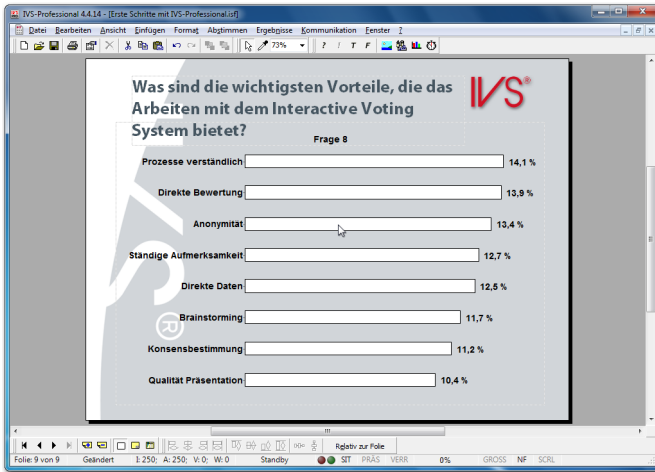 IVS-Professional 4.4.14 - [Erste Schritte mit IVS-Professional.isf]
Datei Bearbeiten Ansicht Einfügen Format Abstimmen Ergebnisse Kommunikation Fenster ?
73% ? ! T F
Was sind die wichtigsten Vorteile, die das
Arbeiten mit dem Interactive Voting
System bietet?
IVS®
Frage 8
Prozesse verständlich 14,1 %
Direkte Bewertung 13,9 %
Anonymität 13,4 %
Ständige Aufmerksamkeit 12,7 %
Direkte Daten 12,5 %
Brainstorming 11,7 %
Konsensbestimmung 11,2 %
Qualität Präsentation 10,4 %
IVS®
Relativ zur Folie
Folie: 9 von 9 Geändert I: 250; A: 250; V: 0; W: 0 Standby SIT PRÄS VERR 0% GROSS NF SCRL